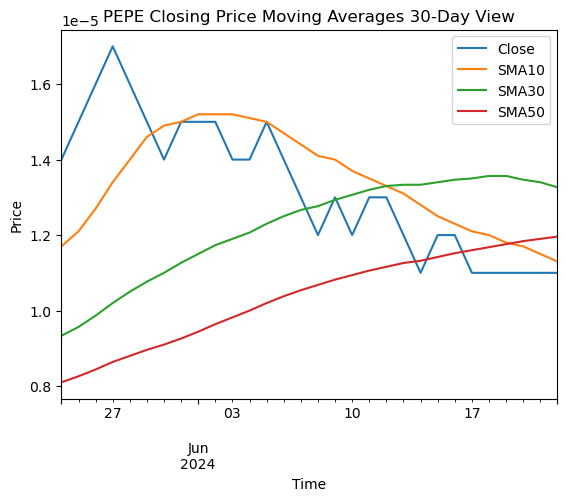 PEPE Closing Price Moving Averages 30-Day View
1e−5
Close
SMA10
SMA30
SMA50
1.6
1.4
1.2
1.0
0.8
Price
27
03
10
17
Jun
2024
Time